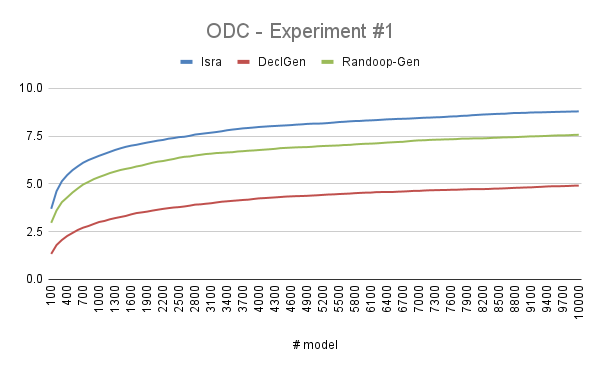 ODC - Experiment #1
Isra DeclGen Randoop-Gen
10.0
7.5
5.0
2.5
0.0
100 400 700 1000 1300 1600 1900 2200 2500 2800 3100 3400 3700 4000 4300 4600 4900 5200 5500 5800 6100 6400 6700 7000 7300 7600 7900 8200 8500 8800 9100 9400 9700 10000
# model